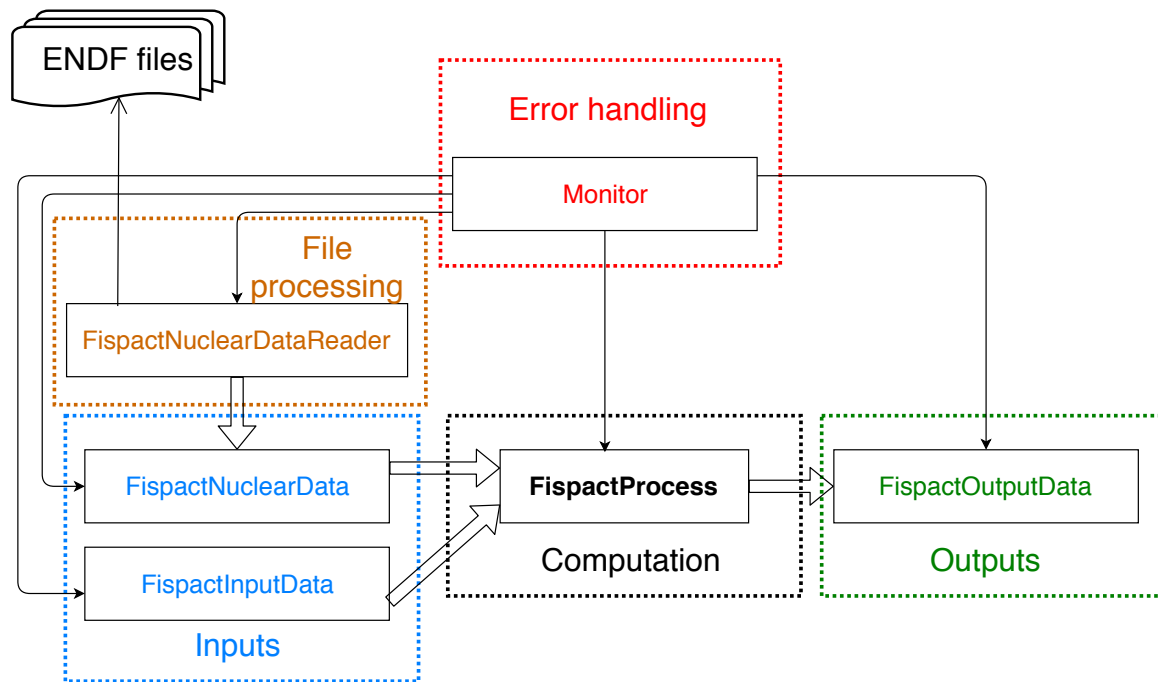 ENDF files
Error handling
Monitor
File
processing
FispactNuclearDataReader
FispactNuclearData
FispactProcess
FispactOutputData
Computation
Outputs
FispactInputData
Inputs